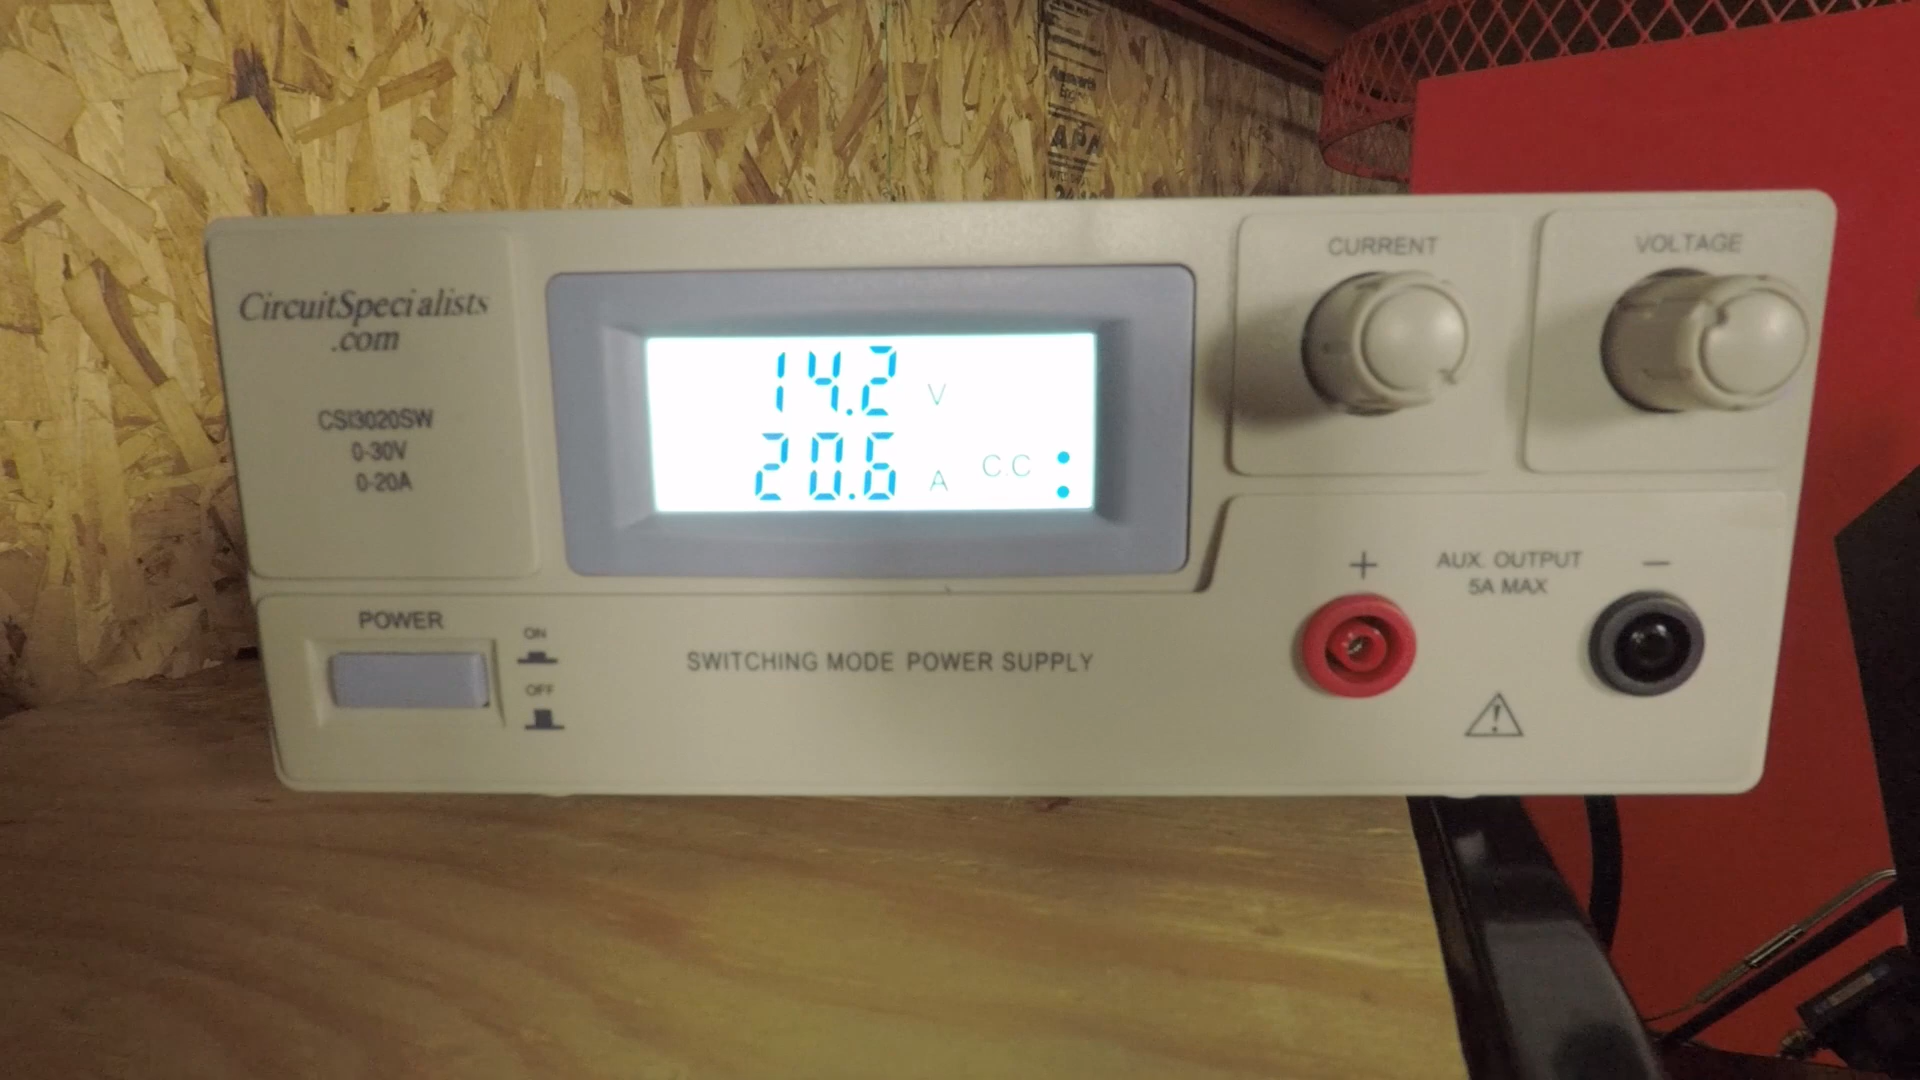 CircuitSpecialists
.com
CSI3020SW
0-30V
0-20A
14.2 V
20.6 A C.C :
CURRENT
VOLTAGE
+ AUX. OUTPUT −
5A MAX
POWER
ON
OFF
SWITCHING MODE POWER SUPPLY
!